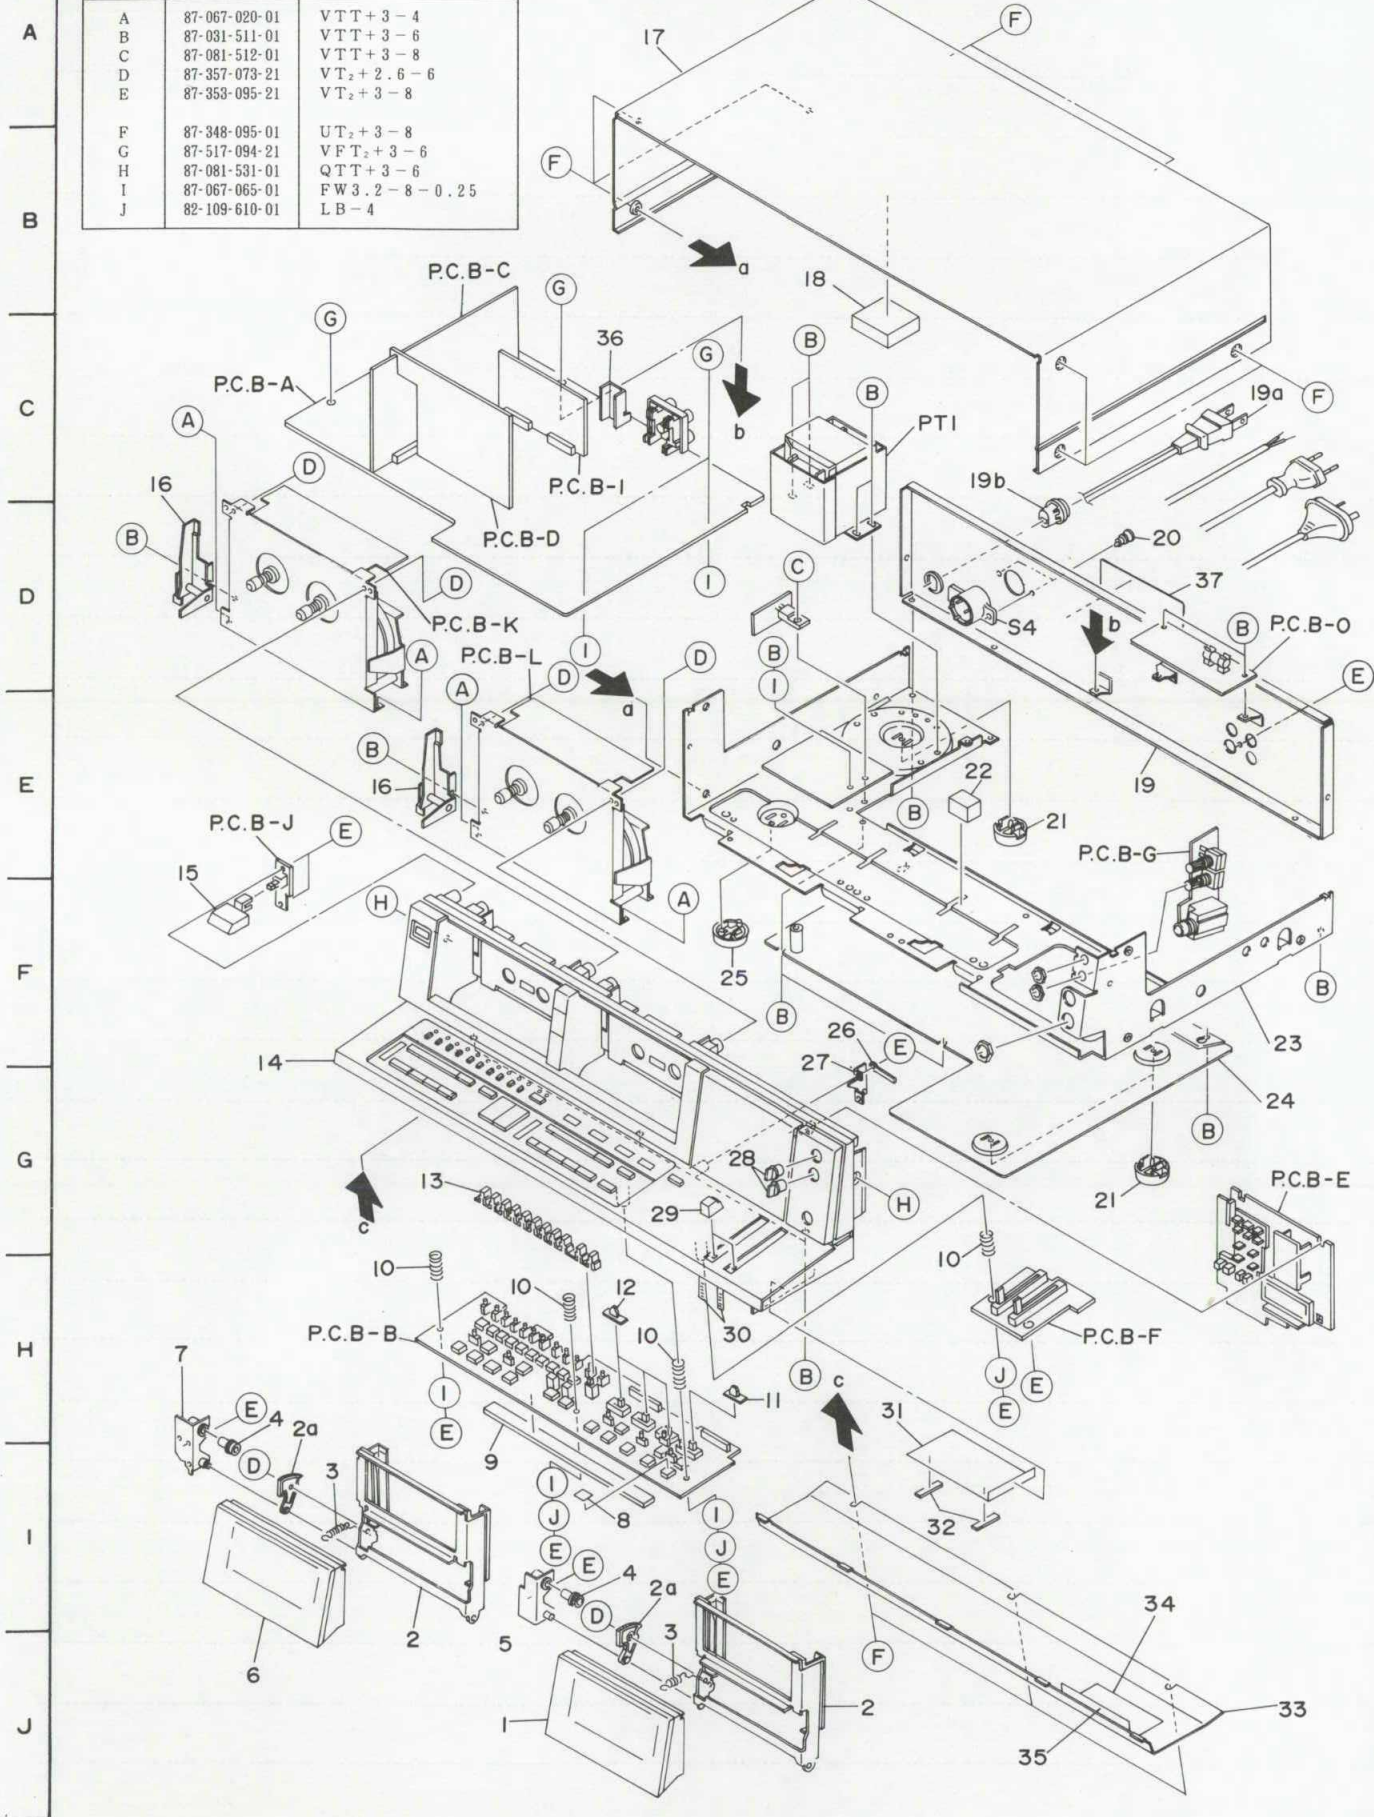 A 87-067-020-01 VTT+3-4
B 87-031-511-01 VTT+3-6
C 87-081-512-01 VTT+3-8
D 87-357-073-21 VT₂+2.6-6
E 87-353-095-21 VT₂+3-8
F 87-348-095-01 UT₂+3-8
G 87-517-094-21 VFT₂+3-6
H 87-081-531-01 QTT+3-6
I 87-067-065-01 FW3.2-8-0.25
J 82-109-610-01 LB-4
A
B
C
D
E
F
G
H
I
J
17
F
F
a
P.C.B-C
G
18
G
36
B
G
P.C.B-A
B
19a
F
A
b
PT1
D
P.C.B-I
16
19b
B
P.C.B-D
20
D
I
C
37
S4
b
B
P.C.B-O
P.C.B-K
A
P.C.B-L
I
B
D
D
E
A
a
I
B
16
22
19
B
21
P.C.B-J
E
P.C.B-G
15
H
A
25
F
B
B
23
14
26
E
27
24
B
G
28
21
P.C.B-E
13
29
H
c
10
10
10
12
30
10
P.C.B-F
P.C.B-B
7
J
E
E
B
c
11
I
E
31
E
4
2a
D
9
3
I
J
E
8
I
J
E
32
E
4
2a
D
34
6
2
5
3
F
1
2
33
35